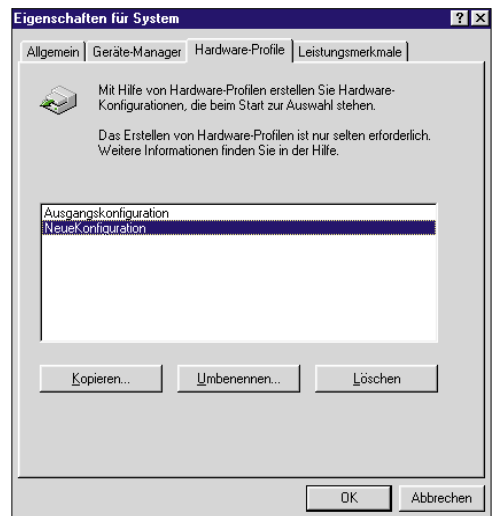 Eigenschaften für System
Allgemein Geräte-Manager Hardware-Profile Leistungsmerkmale
Mit Hilfe von Hardware-Profilen erstellen Sie Hardware-
Konfigurationen, die beim Start zur Auswahl stehen.
Das Erstellen von Hardware-Profilen ist nur selten erforderlich.
Weitere Informationen finden Sie in der Hilfe.
Ausgangskonfiguration
NeueKonfiguration
Kopieren... Umbenennen... Löschen
OK Abbrechen